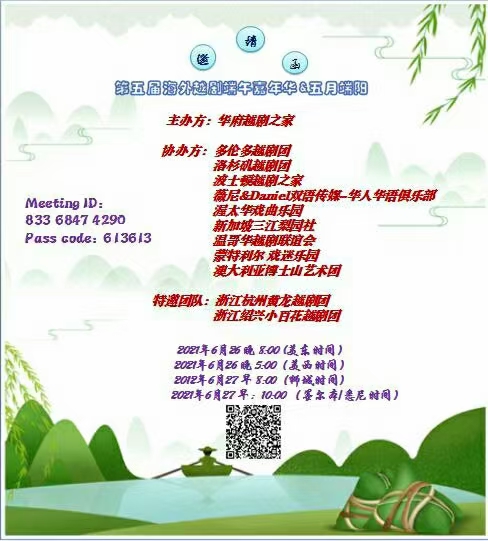 邀请函
第五届海外越剧端午嘉年华&五月端阳
主办方：华府越剧之家
协办方：多伦多越剧团
洛杉矶越剧团
波士顿越剧之家
薇尼&Daniel双语传媒-华人华语俱乐部
渥太华戏曲乐园
新加坡三江梨园社
温哥华越剧联谊会
蒙特利尔 戏迷乐园
澳大利亚博士山艺术团
Meeting ID：
833 6847 4290
Pass code：613613
特邀团队：浙江杭州黄龙越剧团
浙江绍兴小百花越剧团
2021年6月26 晚 8:00 (美东时间）
2021年6月26 晚 5:00 (美西时间）
2012年6月27 早 8:00（狮城时间）
2021年6月27 早：10:00 （墨尔本/悉尼时间）